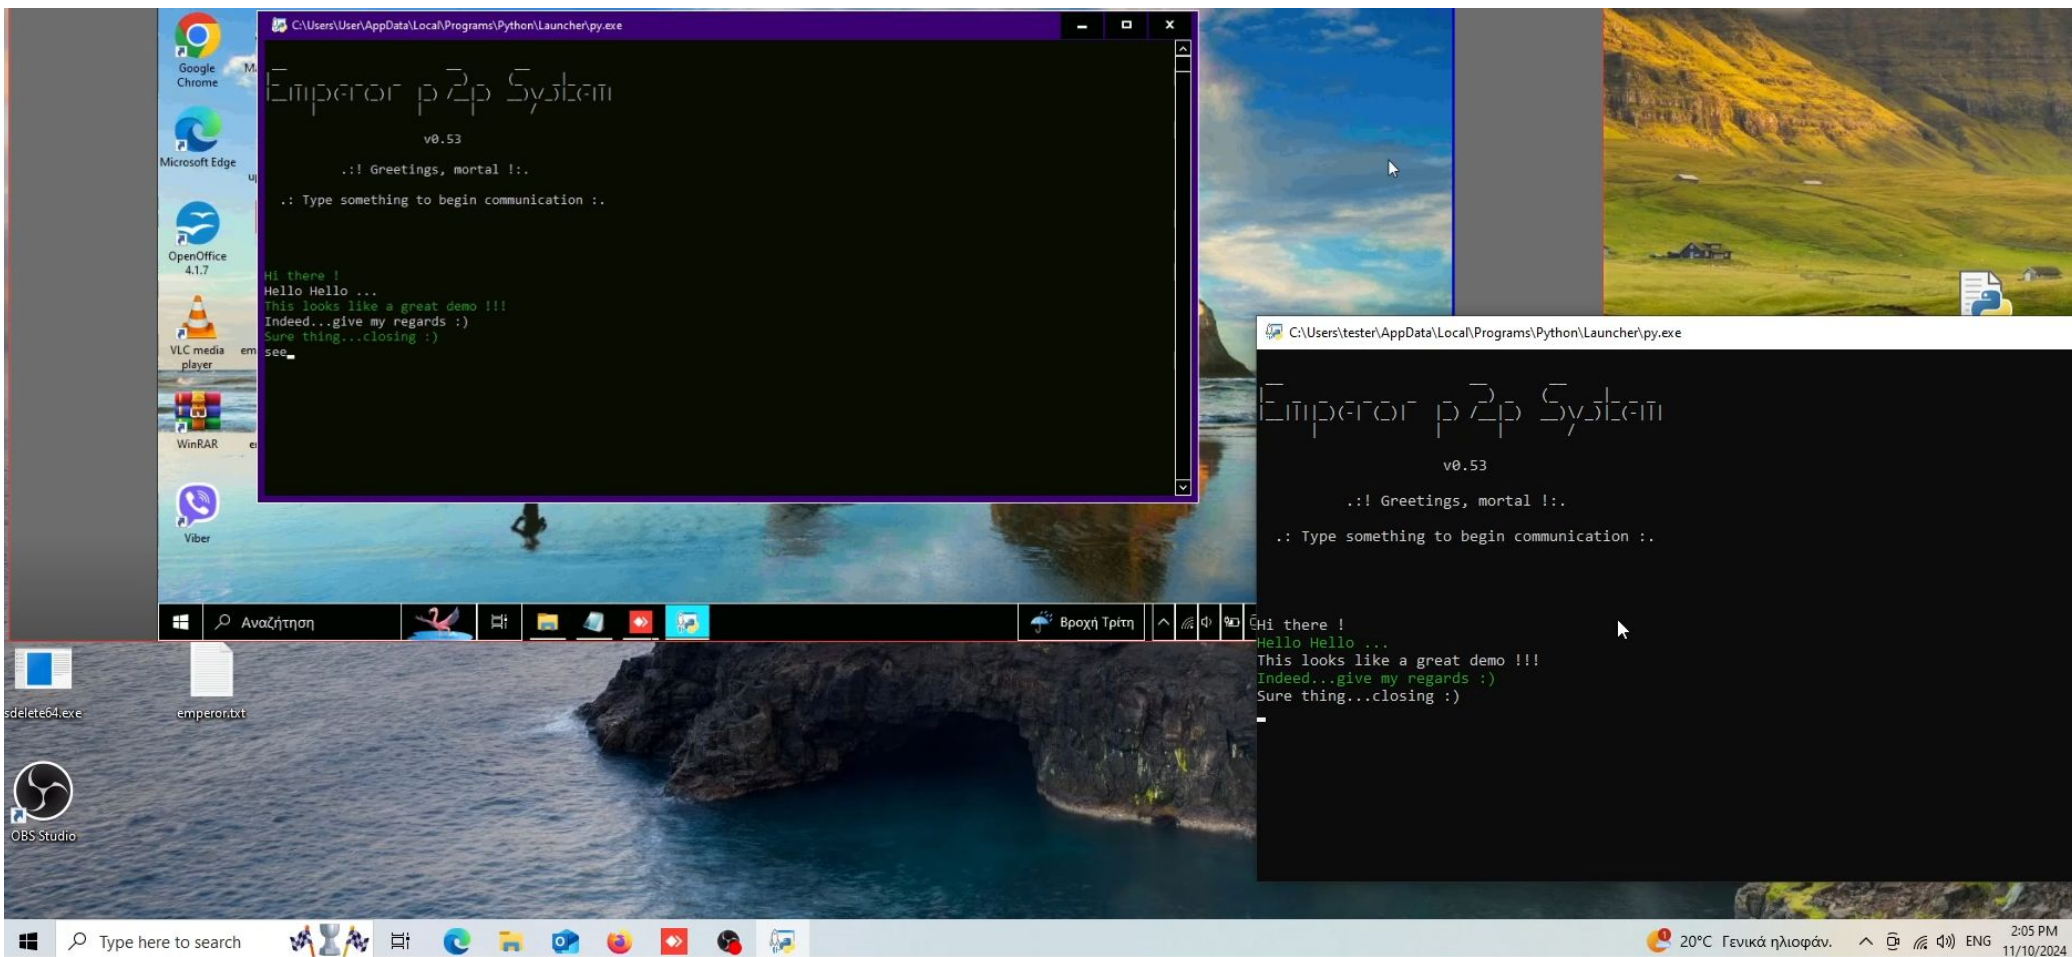 Google Chrome
Microsoft Edge
OpenOffice 4.1.7
VLC media player
WinRAR
Viber
C:\Users\User\AppData\Local\Programs\Python\Launcher\py.exe
Emperor p2p System
v0.53
.:! Greetings, mortal !:.
.: Type something to begin communication :.
Hi there !
Hello Hello ...
This looks like a great demo !!!
Indeed...give my regards :)
Sure thing...closing :)
see
Αναζήτηση
Βροχή Τρίτη
C:\Users\tester\AppData\Local\Programs\Python\Launcher\py.exe
Emperor p2p System
v0.53
.:! Greetings, mortal !:.
.: Type something to begin communication :.
Hi there !
Hello Hello ...
This looks like a great demo !!!
Indeed...give my regards :)
Sure thing...closing :)
sdelete64.exe
emperor.txt
OBS Studio
Type here to search
1
20°C Γενικά ηλιοφάν.
ENG
2:05 PM
11/10/2024